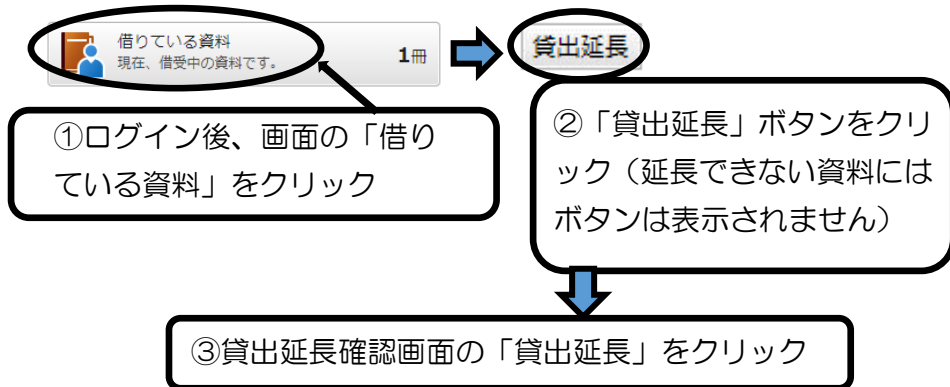 借りている資料
現在、借受中の資料です。
1冊
貸出延長
①ログイン後、画面の「借り
ている資料」をクリック
②「貸出延長」ボタンをクリ
ック（延長できない資料には
ボタンは表示されません）
③貸出延長確認画面の「貸出延長」をクリック